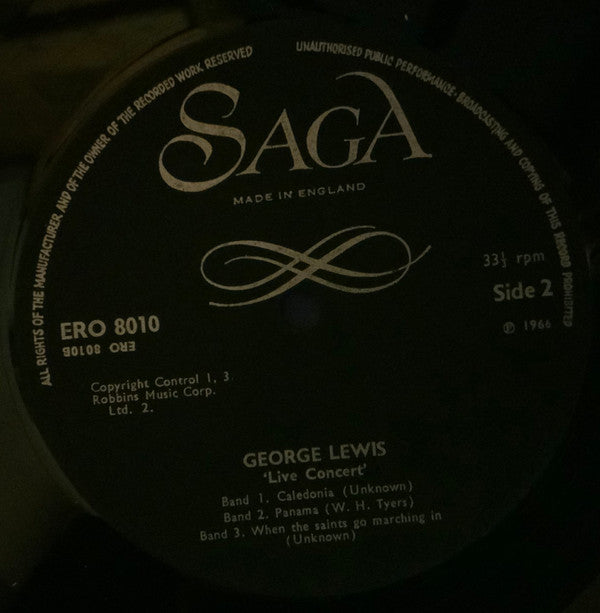 ALL RIGHTS OF THE MANUFACTURER AND OF THE OWNER OF THE RECORDED WORK RESERVED
UNAUTHORISED PUBLIC PERFORMANCE · BROADCASTING AND COPYING OF THIS RECORD PROHIBITED
SAGA
MADE IN ENGLAND
33⅓ rpm
Side 2
℗ 1966
ERO 8010
ERO 8010B
Copyright Control 1, 3.
Robbins Music Corp.
Ltd. 2.
GEORGE LEWIS
'Live Concert'
Band 1. Caledonia (Unknown)
Band 2. Panama (W. H. Tyers)
Band 3. When the saints go marching in
(Unknown)